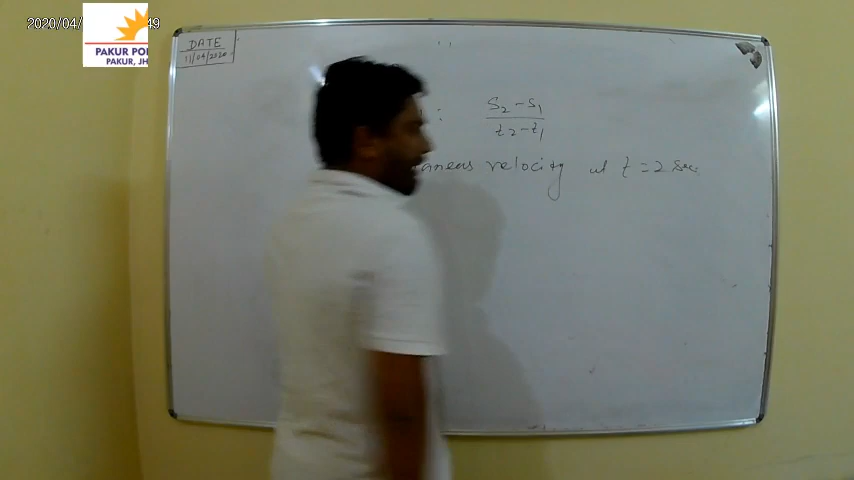 2020/04/
49
PAKUR POL
PAKUR, JH
DATE
11/04/2020
: S₂ - S₁
t₂ - t₁
aneous velocity at t = 2 sec